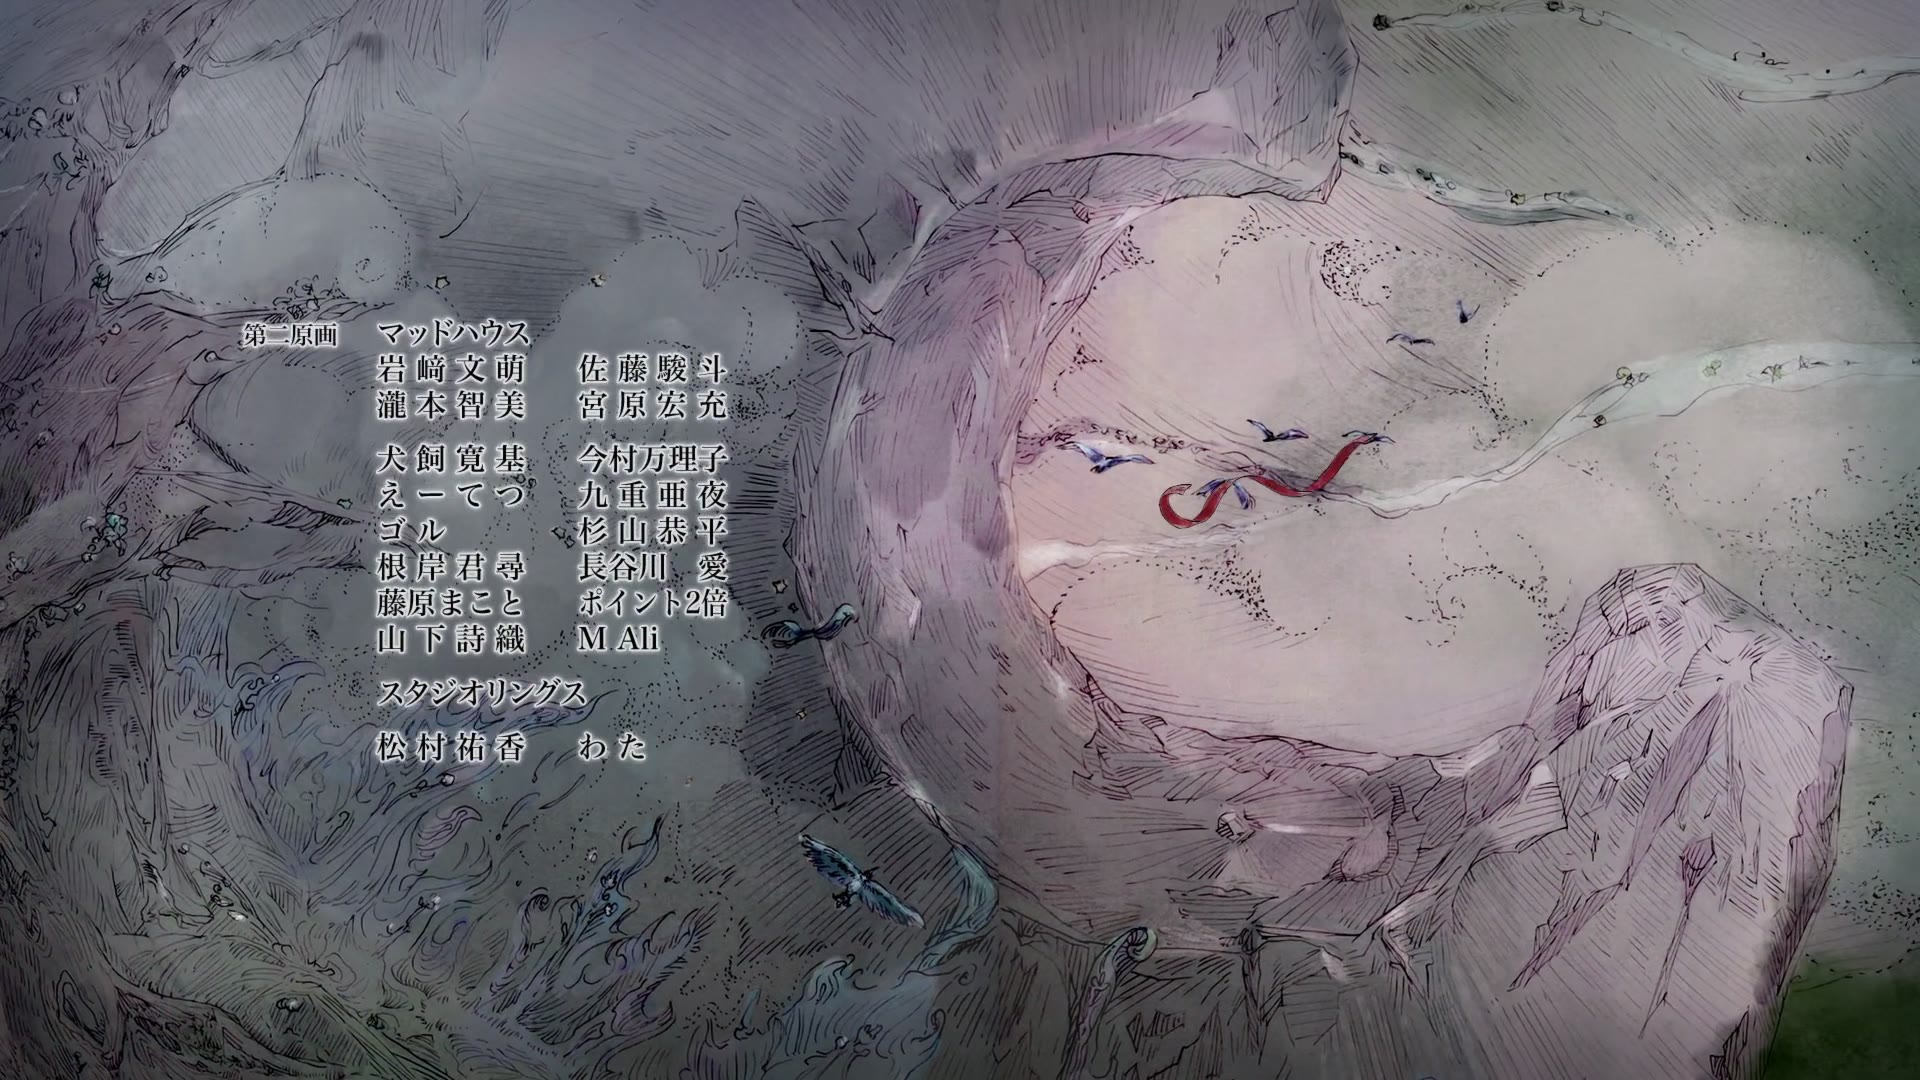 第二原画 マッドハウス
岩﨑文萌 佐藤駿斗
瀧本智美 宮原宏充
犬飼寛基 今村万理子
えーてつ 九重亜夜
ゴル 杉山恭平
根岸君尋 長谷川 愛
藤原まこと ポイント2倍
山下詩織 M Ali
スタジオリングス
松村祐香 わた